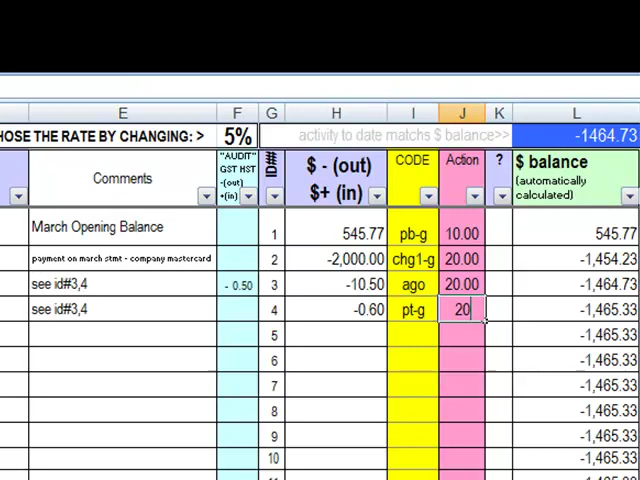 E F G H I J K L
HOSE THE RATE BY CHANGING: > 5% activity to date matchs $ balance>> -1464.73
Comments "AUDIT" GST HST -(out) +(in) ID# $ - (out) $+ (in) CODE Action ? $ balance (automatically calculated)
March Opening Balance 1 545.77 pb-g 10.00 545.77
payment on march stmt - company mastercard 2 -2,000.00 chg1-g 20.00 -1,454.23
see id#3,4 - 0.50 3 -10.50 ago 20.00 -1,464.73
see id#3,4 4 -0.60 pt-g 20 -1,465.33
5 -1,465.33
6 -1,465.33
7 -1,465.33
8 -1,465.33
9 -1,465.33
10 -1,465.33